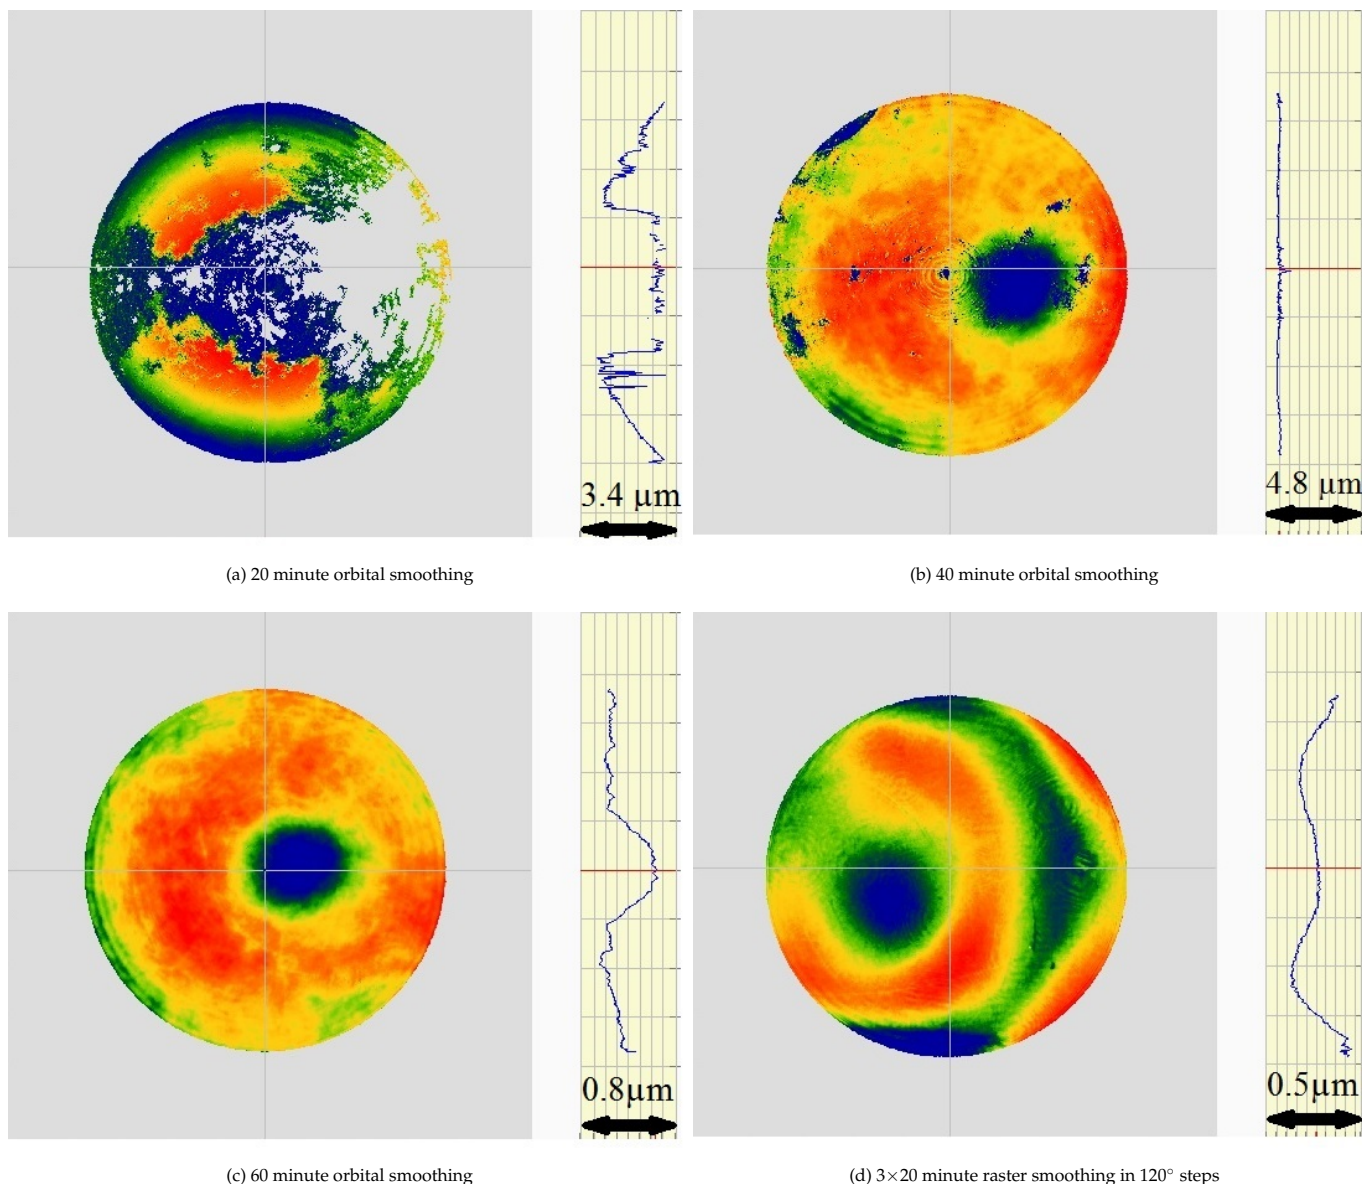 3.4 µm
4.8 µm
(a) 20 minute orbital smoothing
(b) 40 minute orbital smoothing
0.8µm
0.5µm
(c) 60 minute orbital smoothing
(d) 3×20 minute raster smoothing in 120° steps